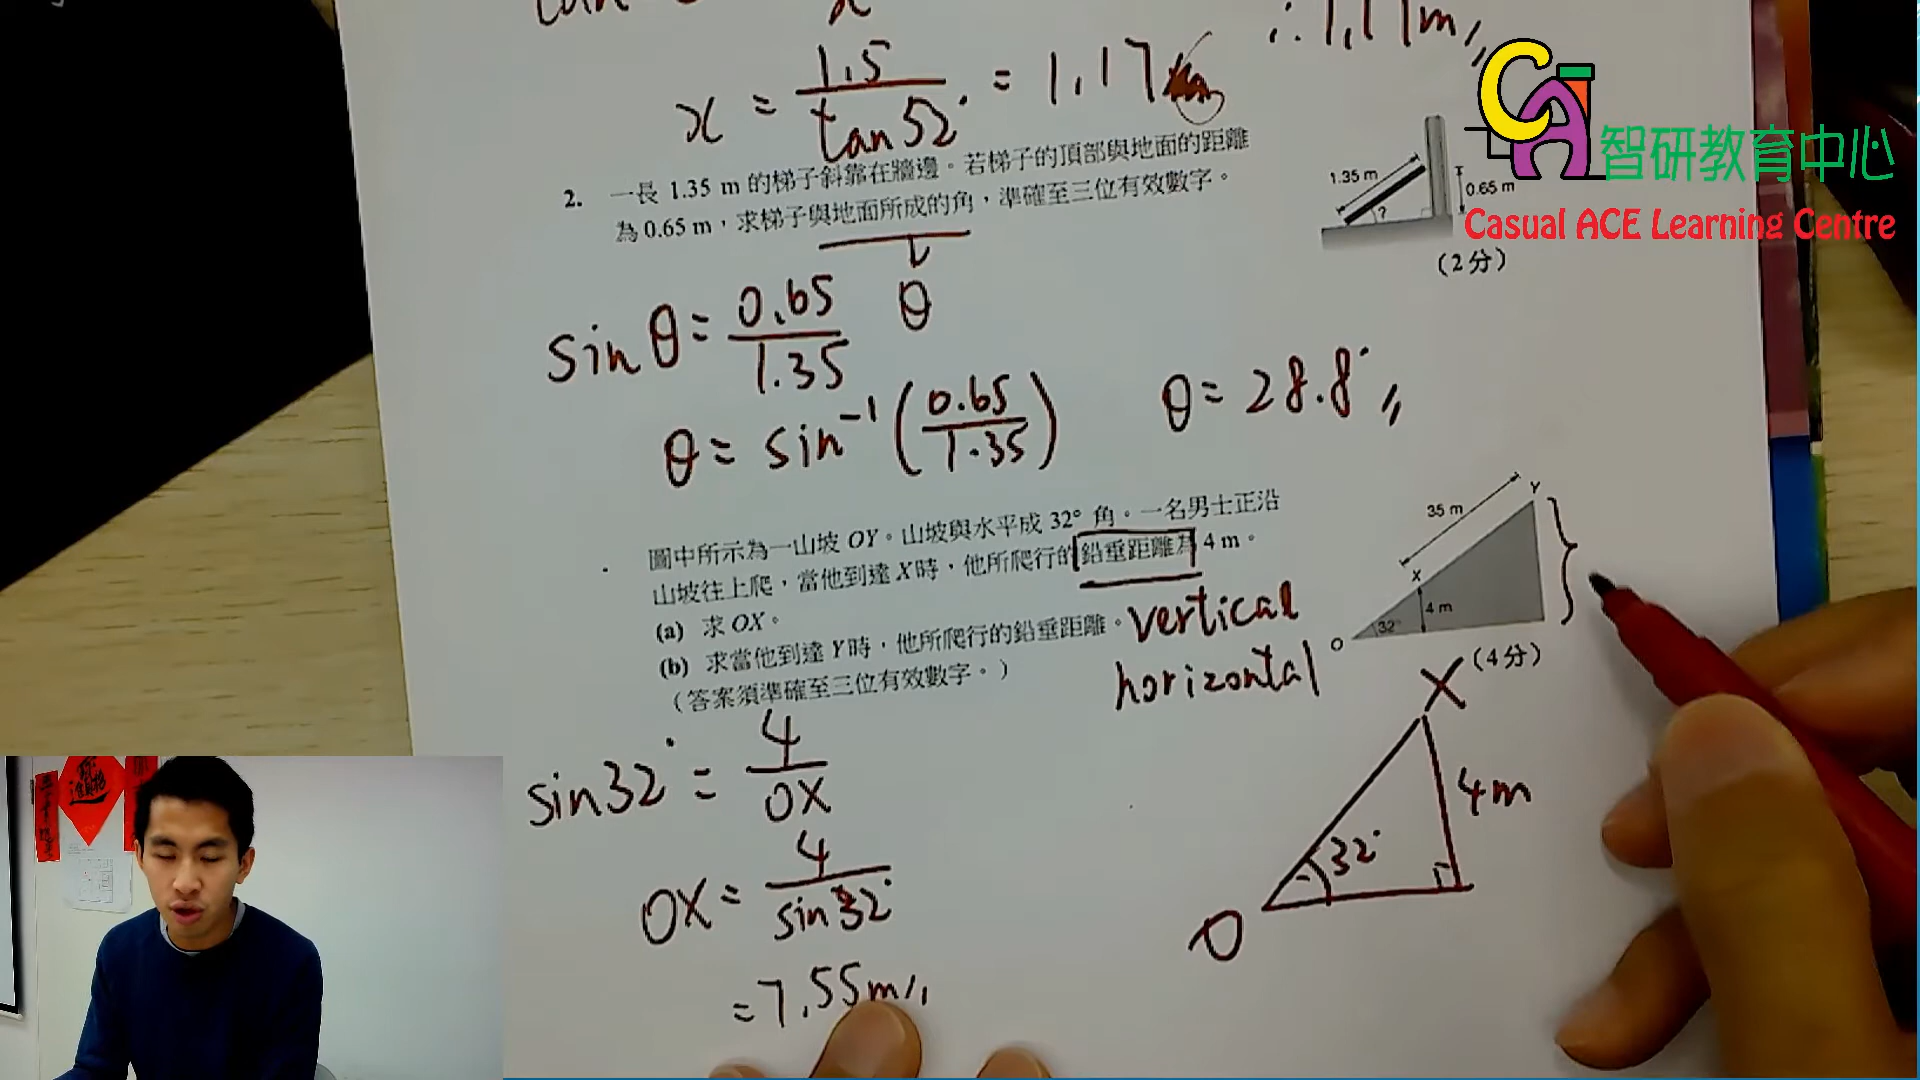 x = 1.5 / tan 52° = 1.17
∴ 1.17m //
智研教育中心
Casual ACE Learning Centre
2. 一長 1.35 m 的梯子斜靠在牆邊。若梯子的頂部與地面的距離
為 0.65 m，求梯子與地面所成的角，準確至三位有效數字。
1.35 m
0.65 m
?
(2分)
θ
sin θ = 0.65 / 1.35
θ = sin⁻¹ (0.65 / 1.35)
θ = 28.8° //
圖中所示為一山坡 OY。山坡與水平成 32° 角。一名男士正沿
山坡往上爬，當他到達 X 時，他所爬行的鉛垂距離為 4 m。
(a) 求 OX。
(b) 求當他到達 Y 時，他所爬行的鉛垂距離。
（答案須準確至三位有效數字。）
vertical
horizontal
35 m
Y
X
4 m
32°
O
(4分)
sin 32° = 4 / OX
OX = 4 / sin 32°
= 7.55 m //
X
4m
32°
O